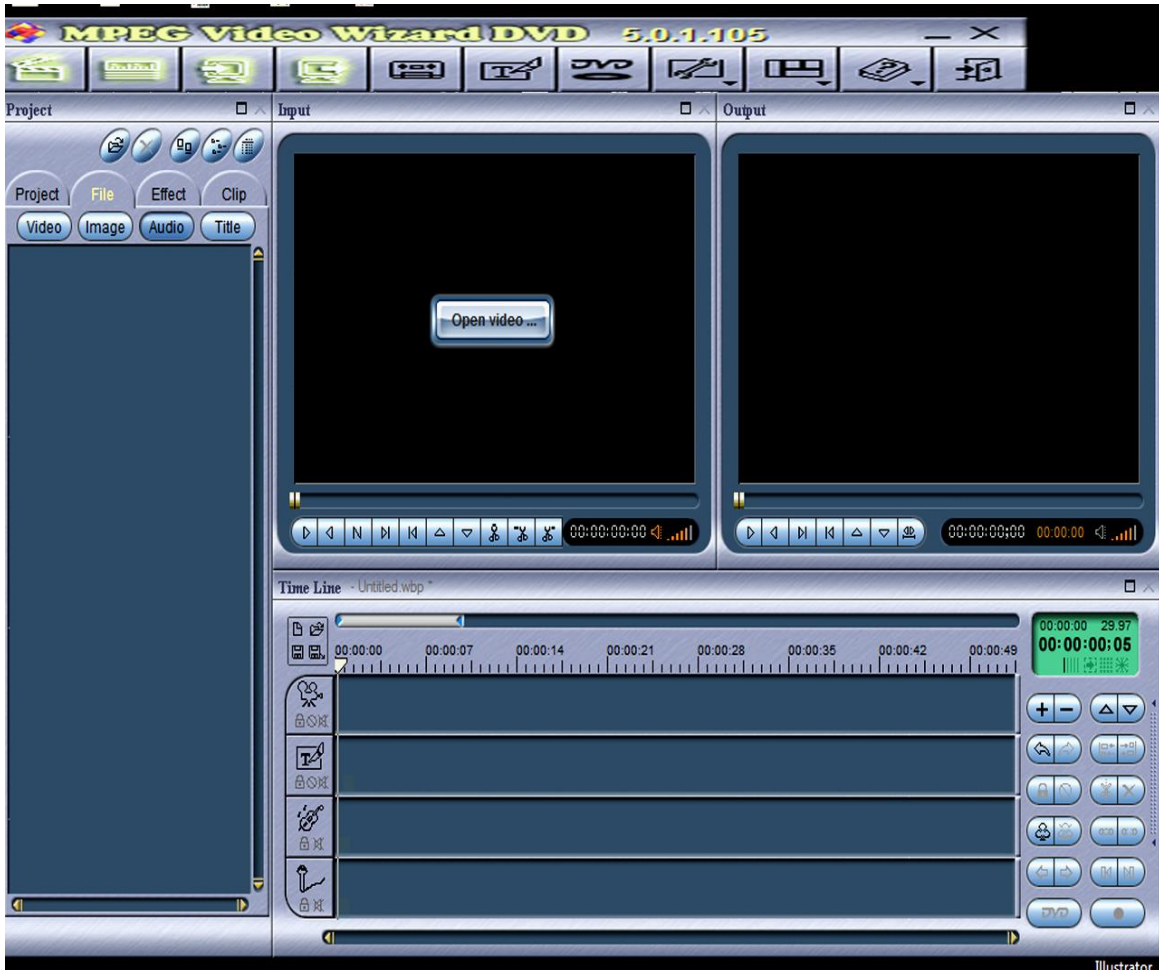 MPEG Video Wizard DVD 5.0.1.105
DVD
Project
Input
Output
Project File Effect Clip
Video Image Audio Title
Open video ...
00:00:00:00
00:00:00;00 00:00:00
Time Line - Untitled.wbp *
00:00:00 29.97
00:00:00;05
00:00:00 00:00:07 00:00:14 00:00:21 00:00:28 00:00:35 00:00:42 00:00:49
DVD
Illustrator